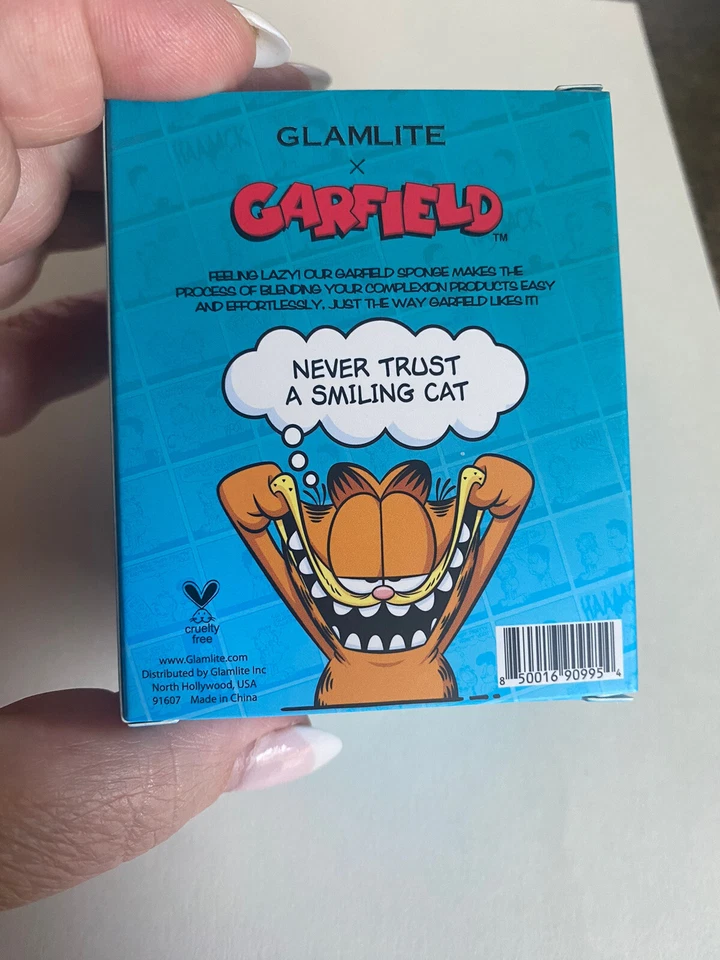 GLAMLITE
X
GARFIELD
TM
FEELING LAZY? OUR GARFIELD SPONGE MAKES THE
PROCESS OF BLENDING YOUR COMPLEXION PRODUCTS EASY
AND EFFORTLESSLY, JUST THE WAY GARFIELD LIKES IT!
NEVER TRUST
A SMILING CAT
cruelty
free
www.Glamlite.com
Distributed by Glamlite Inc
North Hollywood, USA
91607 Made in China
8 50016 90995 4